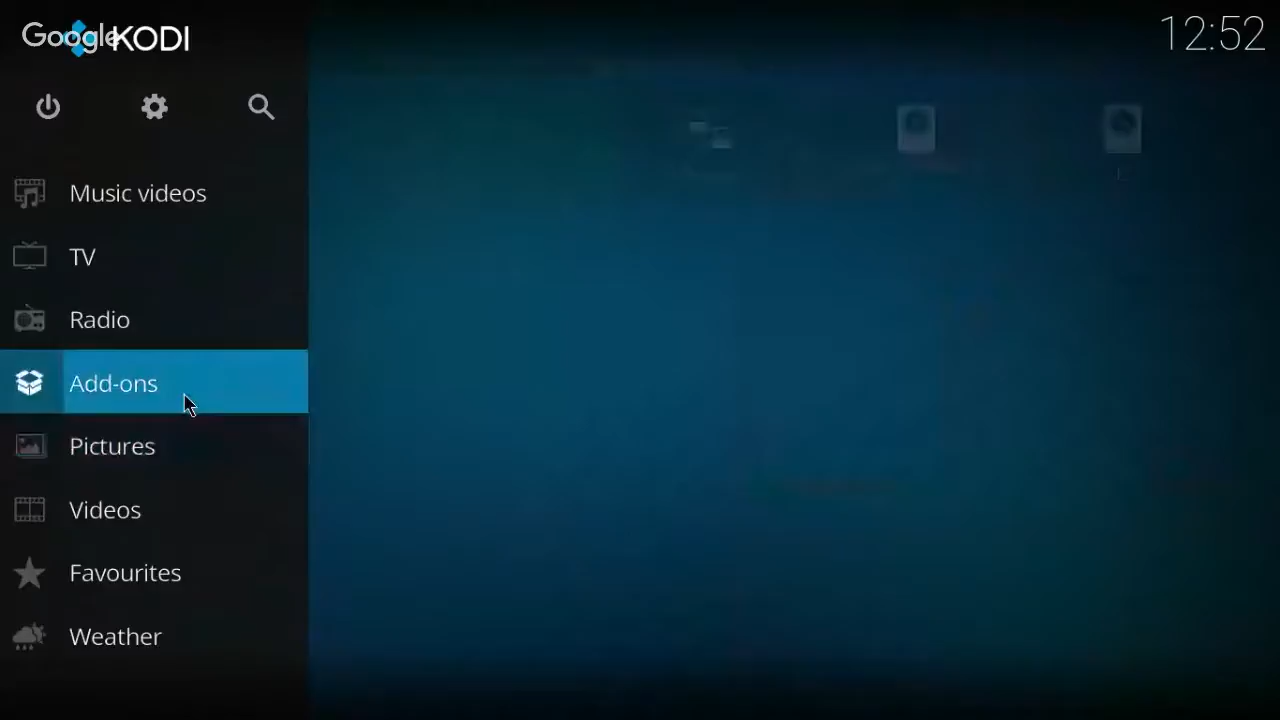 Google
KODI
12:52
Music videos
TV
Radio
Add-ons
Pictures
Videos
Favourites
Weather